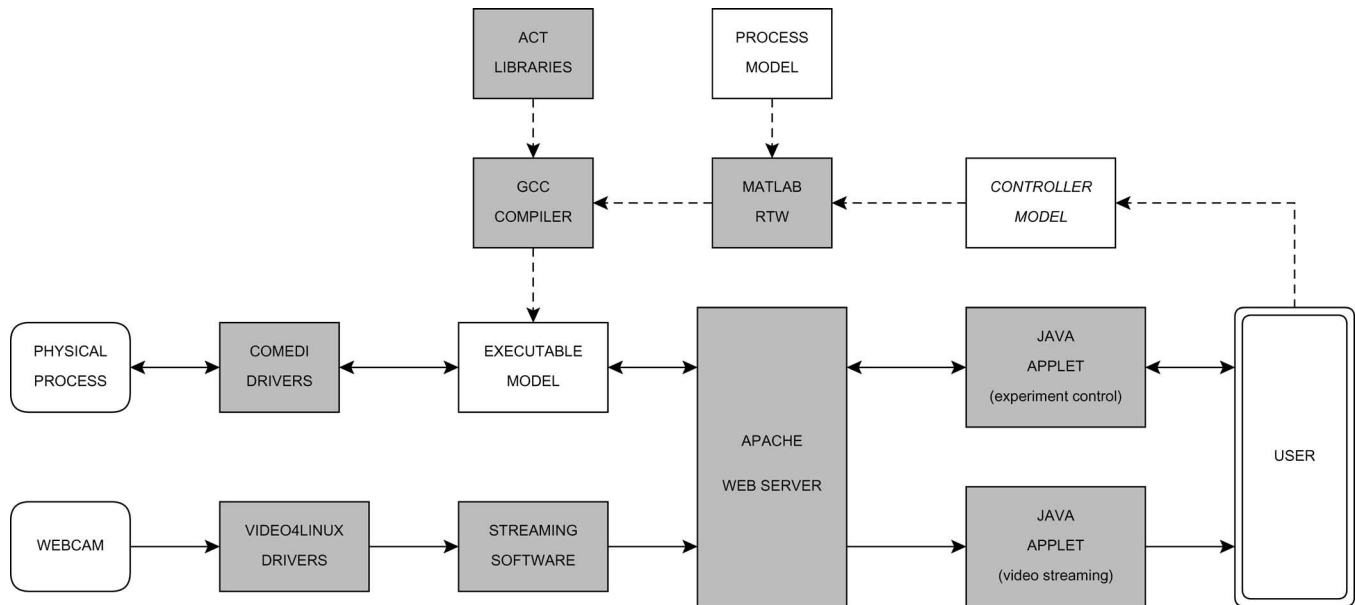 ACT
LIBRARIES
PROCESS
MODEL
GCC
COMPILER
MATLAB
RTW
CONTROLLER
MODEL
PHYSICAL
PROCESS
COMEDI
DRIVERS
EXECUTABLE
MODEL
APACHE
WEB SERVER
JAVA
APPLET
(experiment control)
USER
WEBCAM
VIDEO4LINUX
DRIVERS
STREAMING
SOFTWARE
JAVA
APPLET
(video streaming)